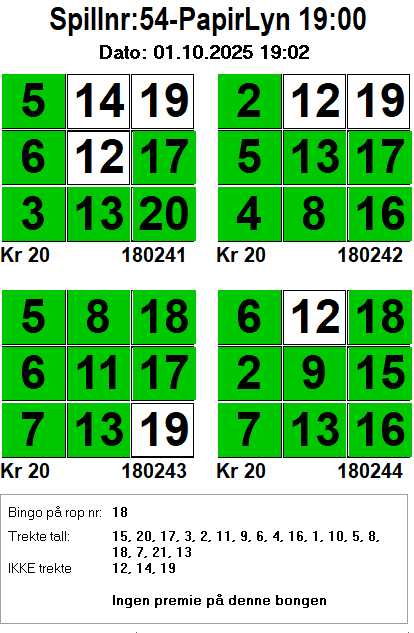 Spillnr:54-PapirLyn 19:00
Dato: 01.10.2025 19:02
5 14 19
6 12 17
3 13 20
Kr 20 180241
2 12 19
5 13 17
4 8 16
Kr 20 180242
5 8 18
6 11 17
7 13 19
Kr 20 180243
6 12 18
2 9 15
7 13 16
Kr 20 180244
Bingo på rop nr: 18
Trekte tall: 15, 20, 17, 3, 2, 11, 9, 6, 4, 16, 1, 10, 5, 8,
18, 7, 21, 13
IKKE trekte 12, 14, 19
Ingen premie på denne bongen